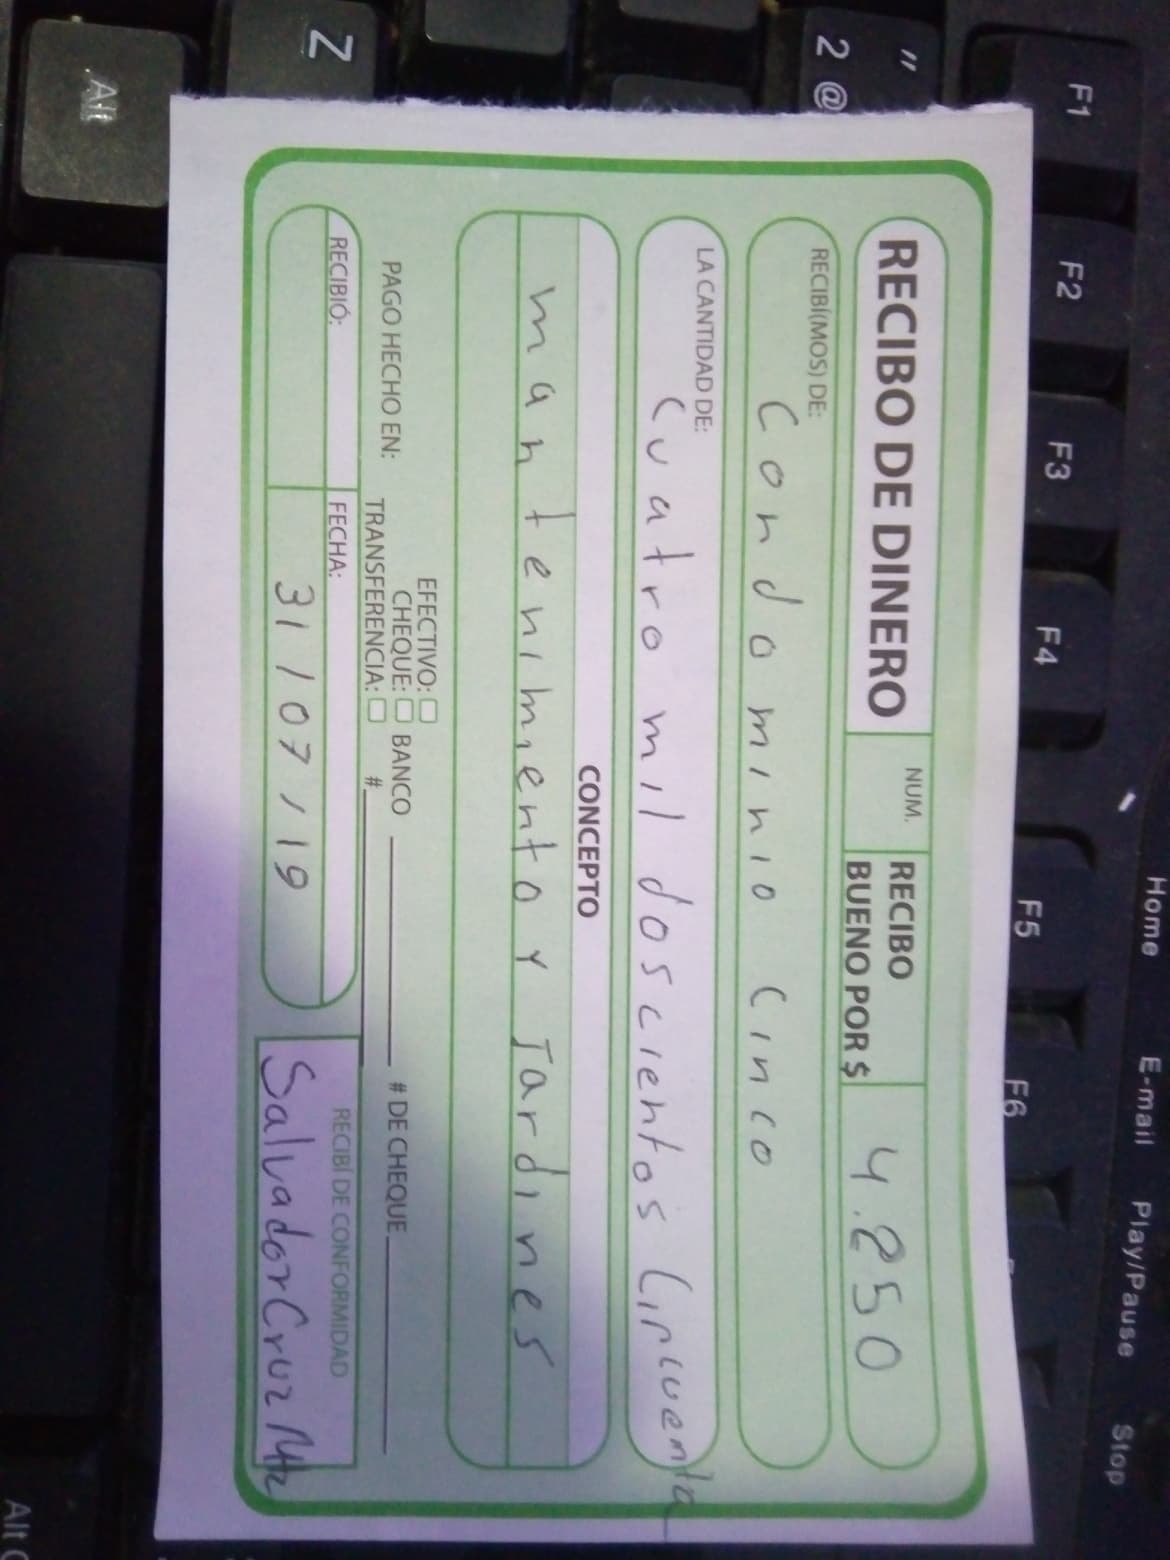 RECIBO DE DINERO
NUM.
RECIBO
BUENO POR $
4.250
RECIBÍ(MOS) DE:
Condominio Cinco
LA CANTIDAD DE:
Cuatro mil doscientos Cincuenta
CONCEPTO
mantenimiento y Jardines
PAGO HECHO EN:
EFECTIVO:
CHEQUE:
BANCO
# DE CHEQUE
TRANSFERENCIA:
#
RECIBIÓ:
FECHA:
31/07/19
RECIBÍ DE CONFORMIDAD
Salvador Cruz Mtz
F1
F2
F3
F4
F5
F6
" 2 @
Z
Alt
Home
E-mail
Play/Pause
Stop
Alt